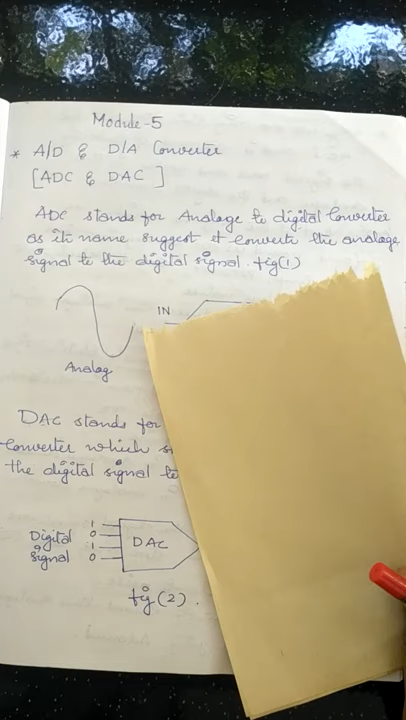 Module-5
* A/D & D/A Converter
[ADC & DAC ]
ADC stands for Analoge to digital Converter
as its name suggest it converts the analoge
signal to the digital signal. fig(1)
IN
Analog
DAC stands for
Converter which
the digital signal to
Digital signal
1
0
1
0
DAC
fig(2).